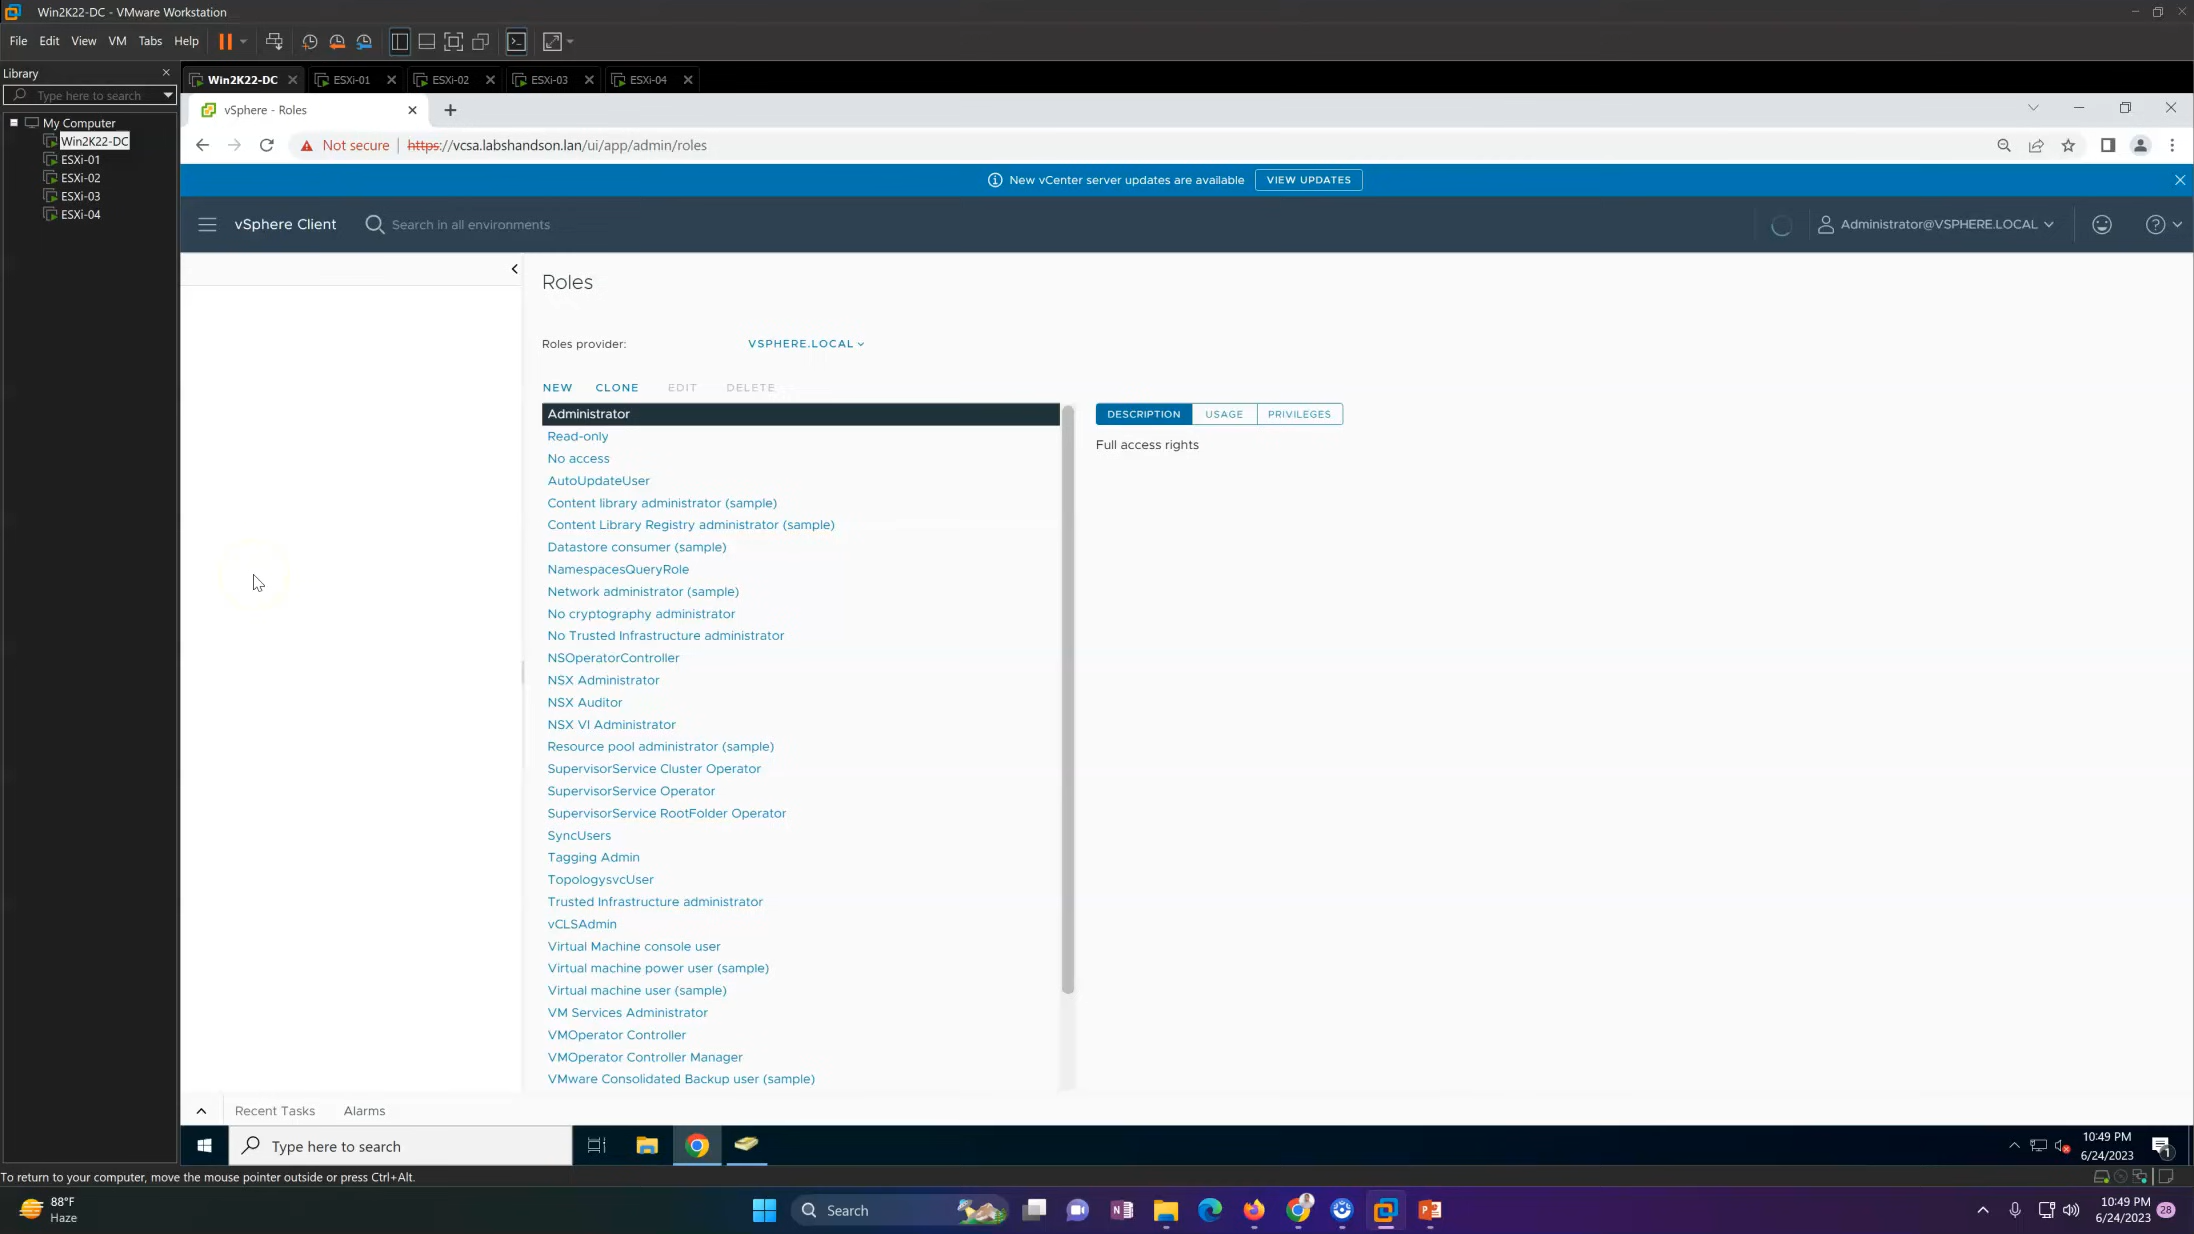 Win2K22-DC - VMware Workstation
File Edit View VM Tabs Help
Library
Type here to search
My Computer
Win2K22-DC
ESXi-01
ESXi-02
ESXi-03
ESXi-04
Win2K22-DC ESXi-01 ESXi-02 ESXi-03 ESXi-04
vSphere - Roles
Not secure https://vcsa.labshandson.lan/ui/app/admin/roles
New vCenter server updates are available VIEW UPDATES
vSphere Client Search in all environments Administrator@VSPHERE.LOCAL
Roles
Roles provider: VSPHERE.LOCAL
NEW CLONE EDIT DELETE
Administrator
Read-only
No access
AutoUpdateUser
Content library administrator (sample)
Content Library Registry administrator (sample)
Datastore consumer (sample)
NamespacesQueryRole
Network administrator (sample)
No cryptography administrator
No Trusted Infrastructure administrator
NSOperatorController
NSX Administrator
NSX Auditor
NSX VI Administrator
Resource pool administrator (sample)
SupervisorService Cluster Operator
SupervisorService Operator
SupervisorService RootFolder Operator
SyncUsers
Tagging Admin
TopologysvcUser
Trusted Infrastructure administrator
vCLSAdmin
Virtual Machine console user
Virtual machine power user (sample)
Virtual machine user (sample)
VM Services Administrator
VMOperator Controller
VMOperator Controller Manager
VMware Consolidated Backup user (sample)
DESCRIPTION USAGE PRIVILEGES
Full access rights
Recent Tasks Alarms
Type here to search
10:49 PM
6/24/2023
1
To return to your computer, move the mouse pointer outside or press Ctrl+Alt.
88°F
Haze
Search
10:49 PM
6/24/2023
28